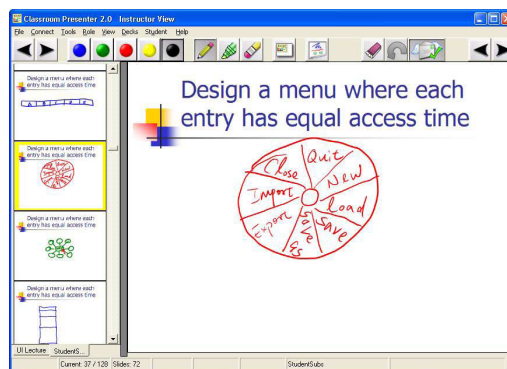 Classroom Presenter 2.0 Instructor View
File Connect Tools Role View Decks Student Help
Design a menu where each
entry has equal access time
Design a menu where each
entry has equal access time
Design a menu where each
entry has equal access time
Design a menu where each
entry has equal access time
UI Lecture StudentS...
Design a menu where each
entry has equal access time
Quit
New
Load
Save
Save
as
Export
Import
Close
Current: 37 / 128 Slides: 72
StudentSubs